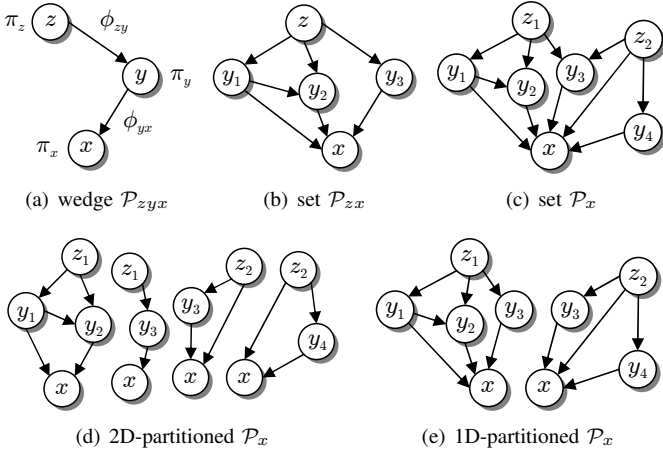 π_z z φ_zy
y π_y
φ_yx
π_x x
(a) wedge 𝒫_zyx
z
y_1 y_2 y_3
x
(b) set 𝒫_zx
z_1 z_2
y_1 y_2 y_3
y_4
x
(c) set 𝒫_x
z_1
y_1 y_2
x
z_1
y_3
x
z_2
y_3
x
z_2
y_4
x
(d) 2D-partitioned 𝒫_x
z_1
y_1 y_2 y_3
x
z_2
y_3
y_4
x
(e) 1D-partitioned 𝒫_x